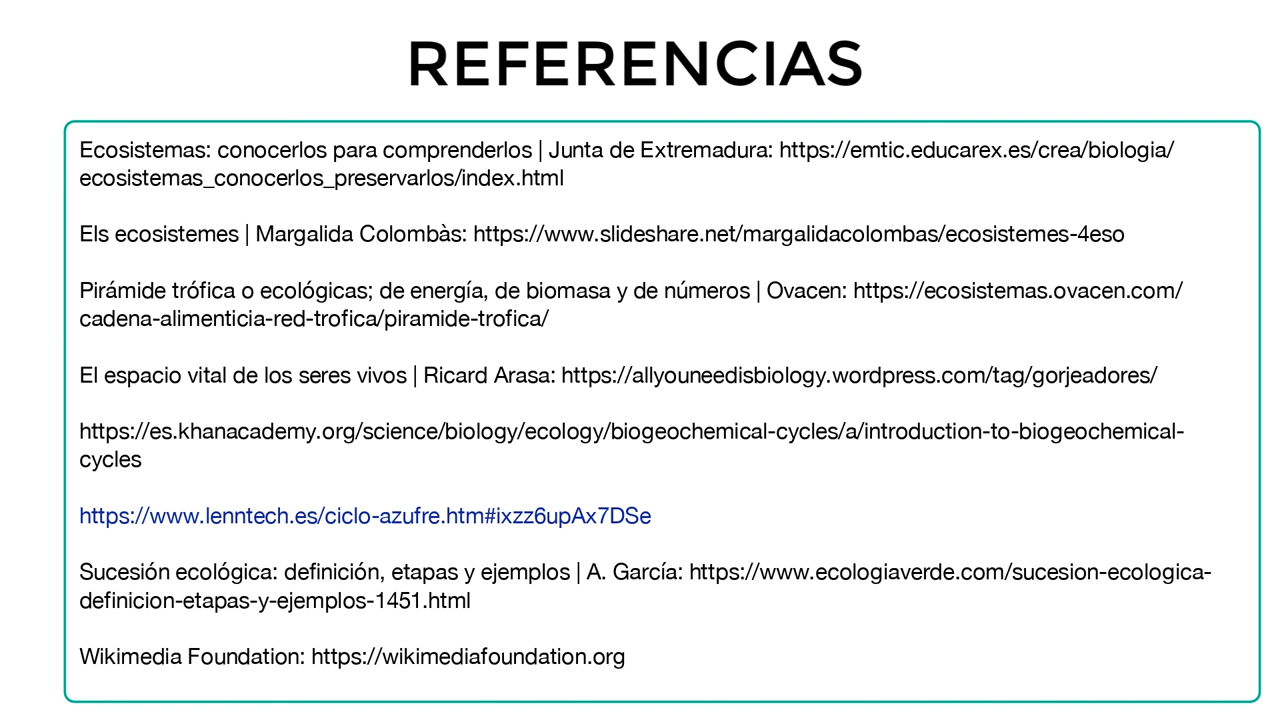 REFERENCIAS
Ecosistemas: conocerlos para comprenderlos | Junta de Extremadura: https://emtic.educarex.es/crea/biologia/
ecosistemas_conocerlos_preservarlos/index.html
Els ecosistemes | Margalida Colombàs: https://www.slideshare.net/margalidacolombas/ecosistemes-4eso
Pirámide trófica o ecológicas; de energía, de biomasa y de números | Ovacen: https://ecosistemas.ovacen.com/
cadena-alimenticia-red-trofica/piramide-trofica/
El espacio vital de los seres vivos | Ricard Arasa: https://allyouneedisbiology.wordpress.com/tag/gorjeadores/
https://es.khanacademy.org/science/biology/ecology/biogeochemical-cycles/a/introduction-to-biogeochemical-
cycles
https://www.lenntech.es/ciclo-azufre.htm#ixzz6upAx7DSe
Sucesión ecológica: definición, etapas y ejemplos | A. García: https://www.ecologiaverde.com/sucesion-ecologica-
definicion-etapas-y-ejemplos-1451.html
Wikimedia Foundation: https://wikimediafoundation.org